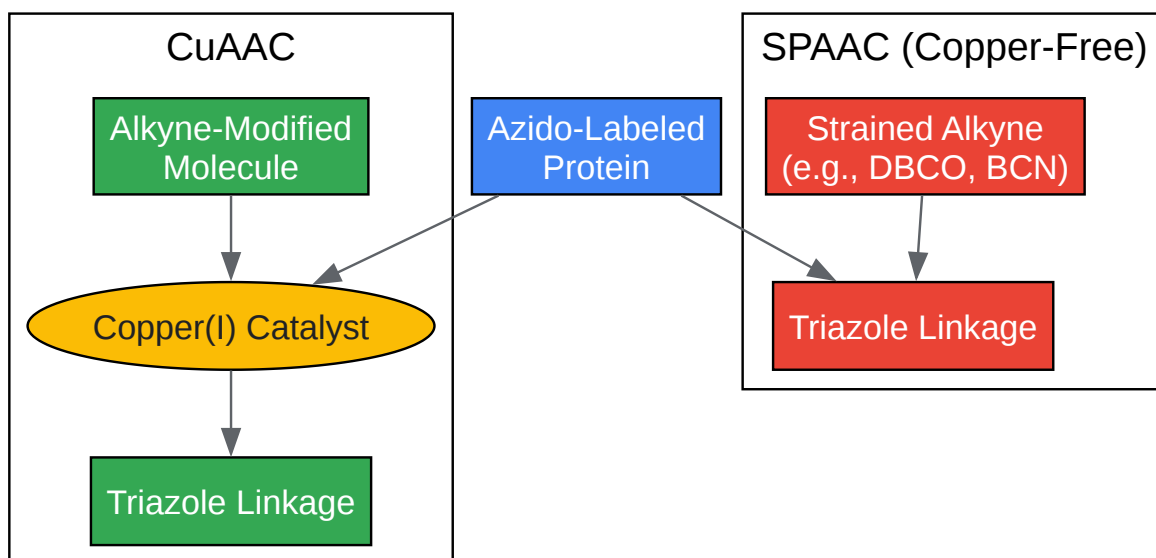 CuAAC
SPAAC (Copper-Free)
Alkyne-Modified
Molecule
Azido-Labeled
Protein
Strained Alkyne
(e.g., DBCO, BCN)
Copper(I) Catalyst
Triazole Linkage
Triazole Linkage